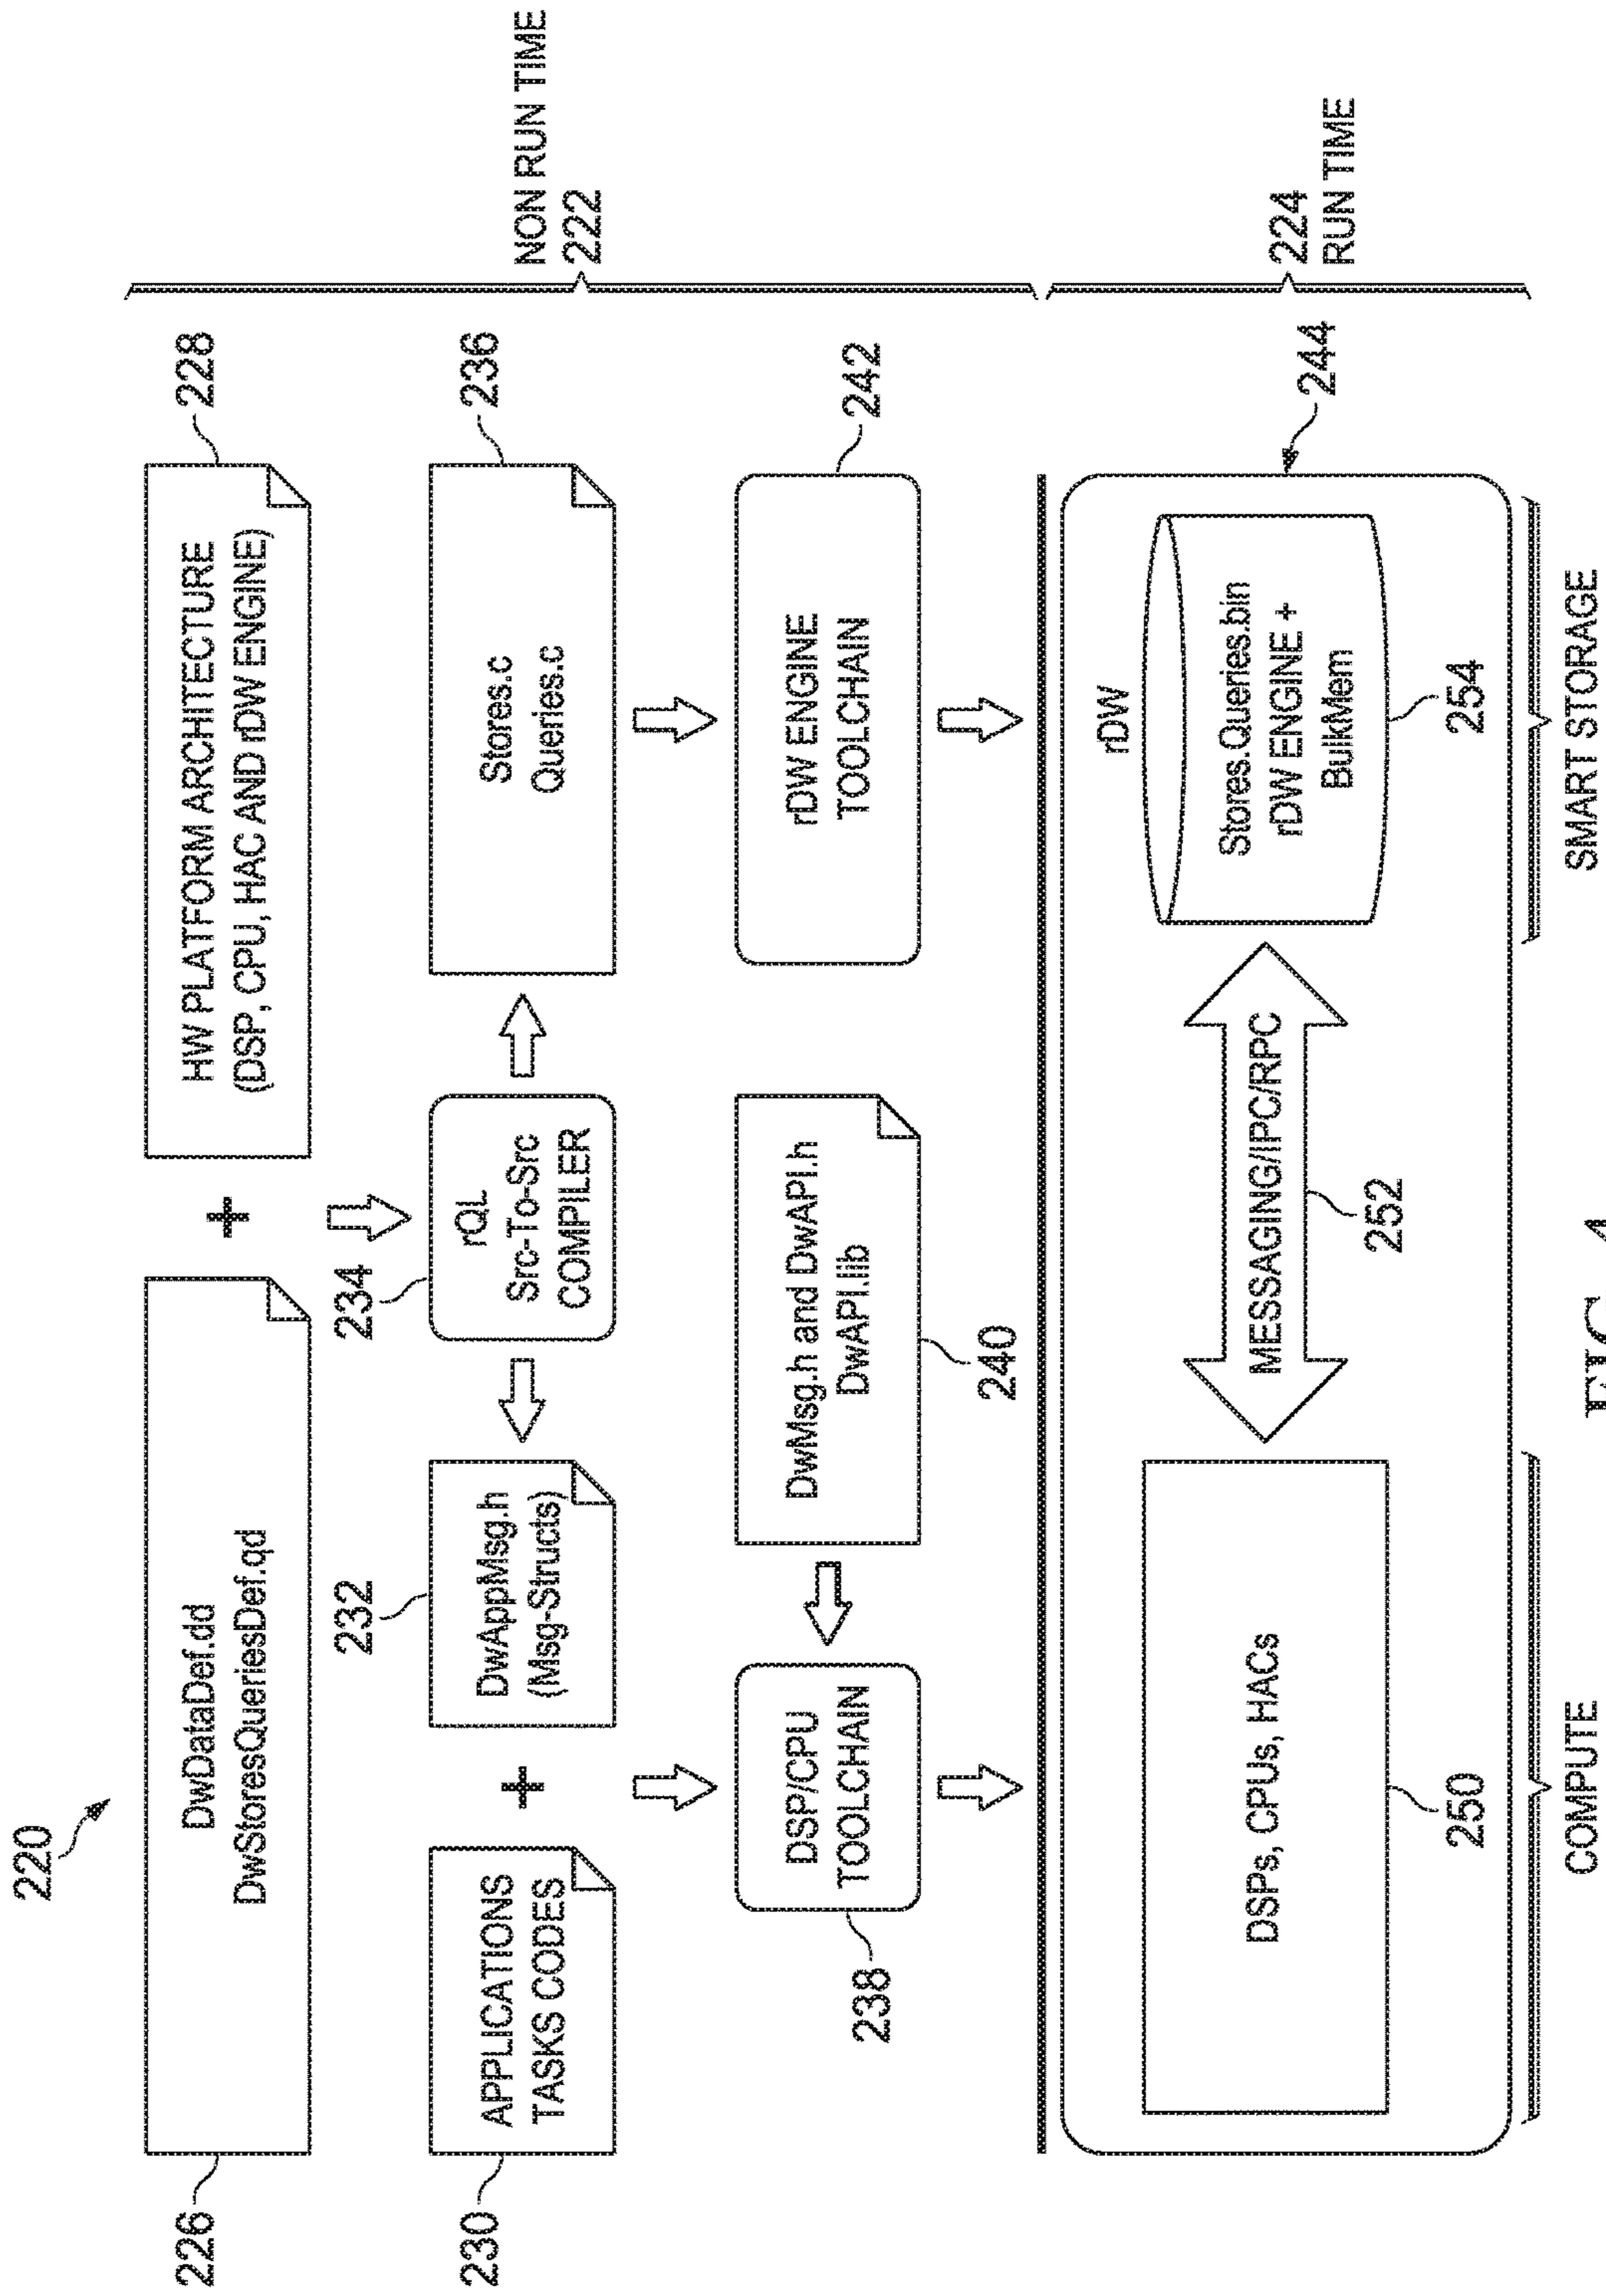 220
226
DwDataDef.dd
DwStoresQueriesDef.qd
+
HW PLATFORM ARCHITECTURE
(DSP, CPU, HAC AND rDW ENGINE)
228
230
APPLICATIONS
TASKS CODES
+
232
DwAppMsg.h
(Msg-Structs)
234
rQL
Src-To-Src
COMPILER
Stores.c
Queries.c
236
NON RUN TIME
222
238
DSP/CPU
TOOLCHAIN
DwMsg.h and DwAPI.h
DwAPI.lib
240
rDW ENGINE
TOOLCHAIN
242
DSPs, CPUs, HACs
250
MESSAGING/IPC/RPC
252
rDW
Stores.Queries.bin
rDW ENGINE +
BulkMem
254
244
224
RUN TIME
COMPUTE
SMART STORAGE
FIG. 4